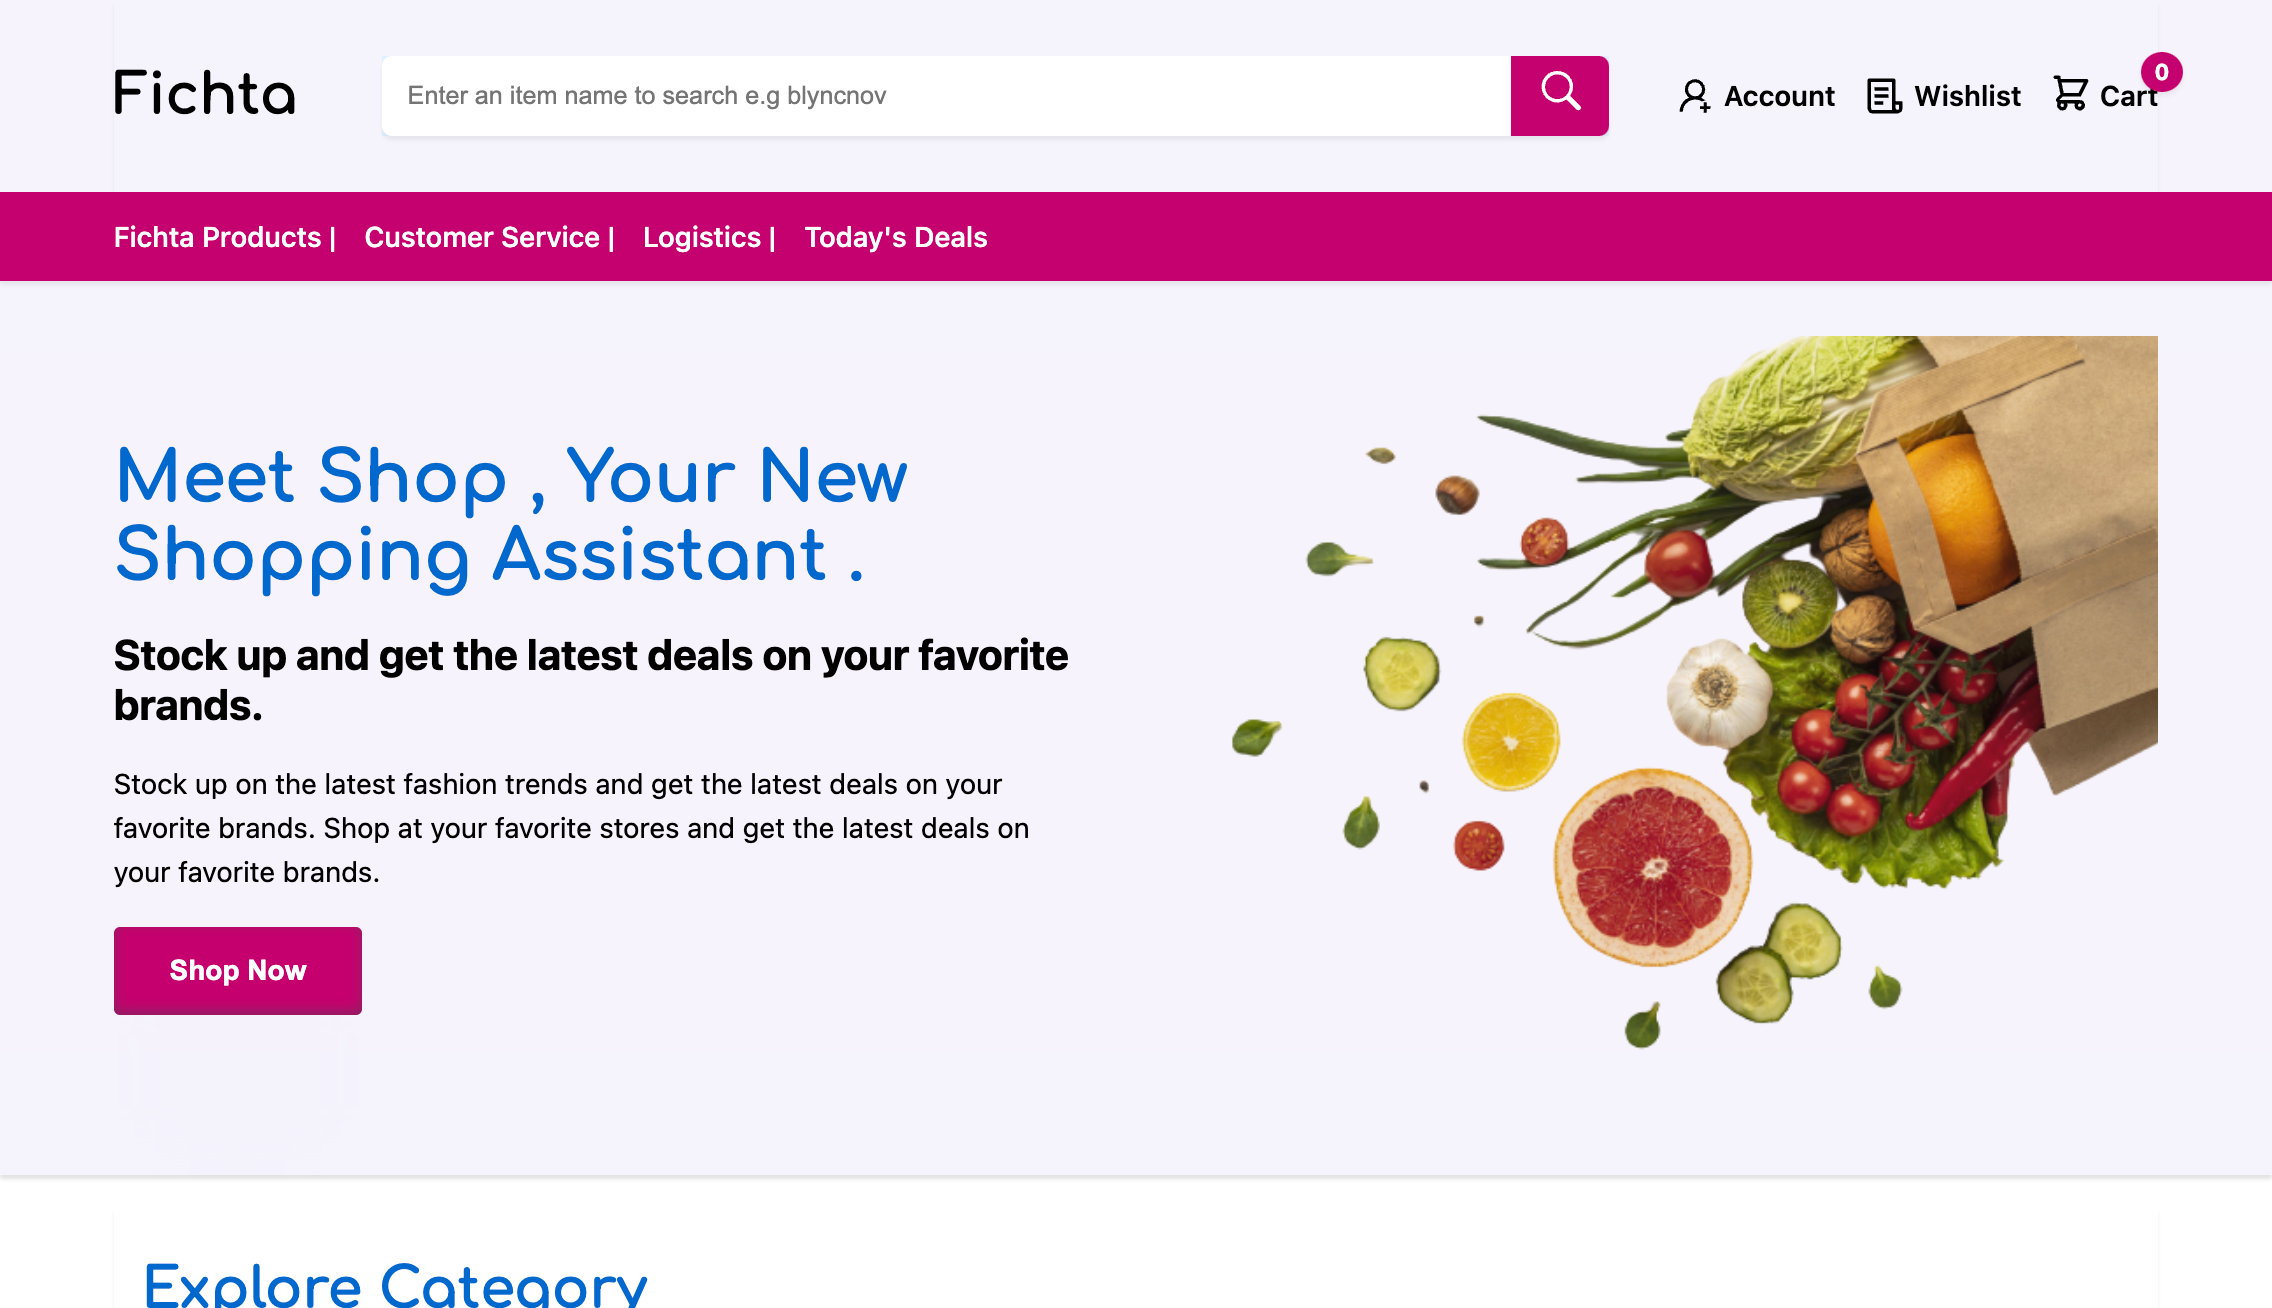 Fichta
Enter an item name to search e.g blyncnov
Account
Wishlist
Cart
0
Fichta Products |
Customer Service |
Logistics |
Today's Deals
Meet Shop , Your New
Shopping Assistant .
Stock up and get the latest deals on your favorite
brands.
Stock up on the latest fashion trends and get the latest deals on your
favorite brands. Shop at your favorite stores and get the latest deals on
your favorite brands.
Shop Now
Explore Category